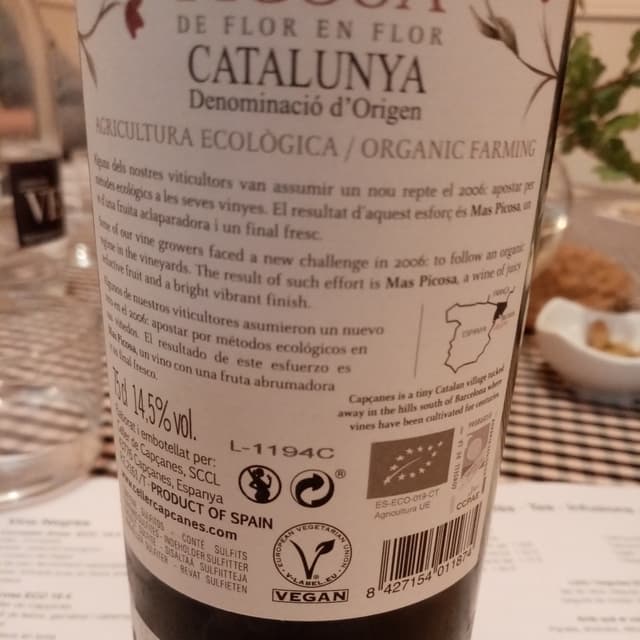 DE FLOR EN FLOR
CATALUNYA
Denominació d'Origen
AGRICULTURA ECOLÒGICA / ORGANIC FARMING
dels nostres viticultors van assumir un nou repte el 2006: apostar per
ecològics a les seves vinyes. El resultat d'aquest esforç és Mas Picosa, un
fruita aclaparadora i un final fresc.
of our vine growers faced a new challenge in 2006: to follow an organic
in the vineyards. The result of such effort is Mas Picosa, a wine of juicy
fruit and a bright vibrant finish.
de nuestros viticultores asumieron un nuevo
en el 2006: apostar por métodos ecológicos en
viñedos. El resultado de este esfuerzo es
Mas Picosa, un vino con una fruta abrumadora
final fresco.
ESPANYA
Capçanes is a tiny Catalan village tucked
away in the hills south of Barcelona where
vines have been cultivated for centuries.
75cl 14,5% vol.
L-1194C
i embotellat per:
de Capçanes, SCCL
Capçanes, Espanya
PRODUCT OF SPAIN
cellercapcanes.com
®
ES-ECO-019-CT
Agricultura UE
CCPAE
CONTÉ SULFITS
BEVAT SULFIETEN
EUROPEAN VEGETARIAN UNION
V-LABEL.EU
VEGAN
8 427154 011874